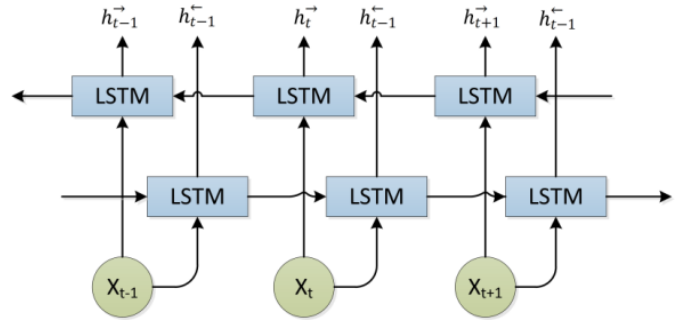 h→t-1 h←t-1 h→t h←t-1 h→t+1 h←t-1
LSTM LSTM LSTM
LSTM LSTM LSTM
Xt-1 Xt Xt+1